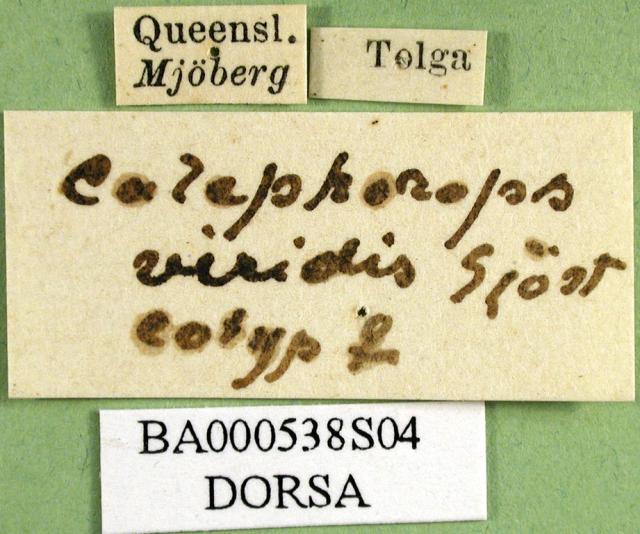 Queensl.
Mjöberg
Tolga
Calephorops
viridis Sjöst
cotyp ♀
BA000538S04
DORSA